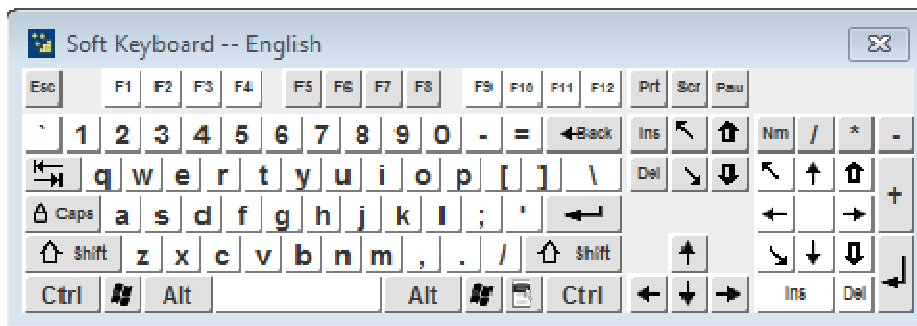 Soft Keyboard -- English
Esc F1 F2 F3 F4 F5 F6 F7 F8 F9 F10 F11 F12 Prt Scr Pau
` 1 2 3 4 5 6 7 8 9 0 - = Back Ins Nm / * -
q w e r t y u i o p [ ] \ Del +
Caps a s d f g h j k l ; '
Shift z x c v b n m , . / Shift
Ctrl Alt Alt Ctrl Ins Del